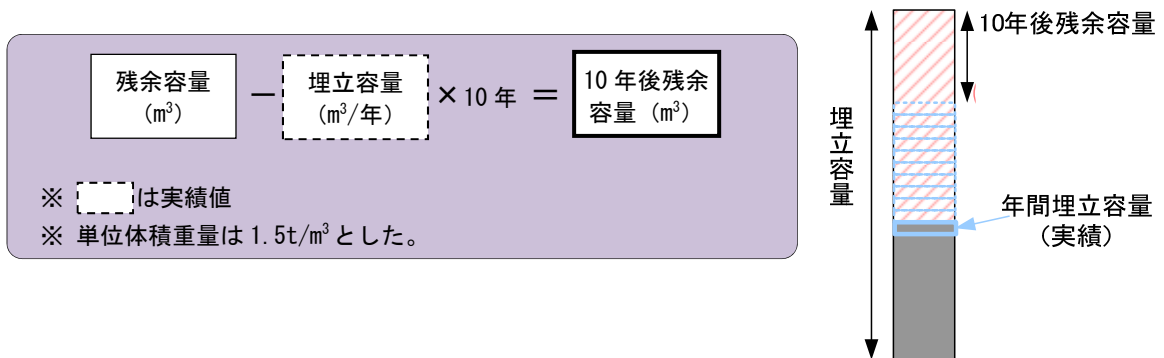 残余容量
（m³）
－
埋立容量
（m³/年）
×10年 ＝
10年後残余
容量（m³）
※ は実績値
※ 単位体積重量は1.5t/m³とした。
10年後残余容量
埋立容量
年間埋立容量
（実績）